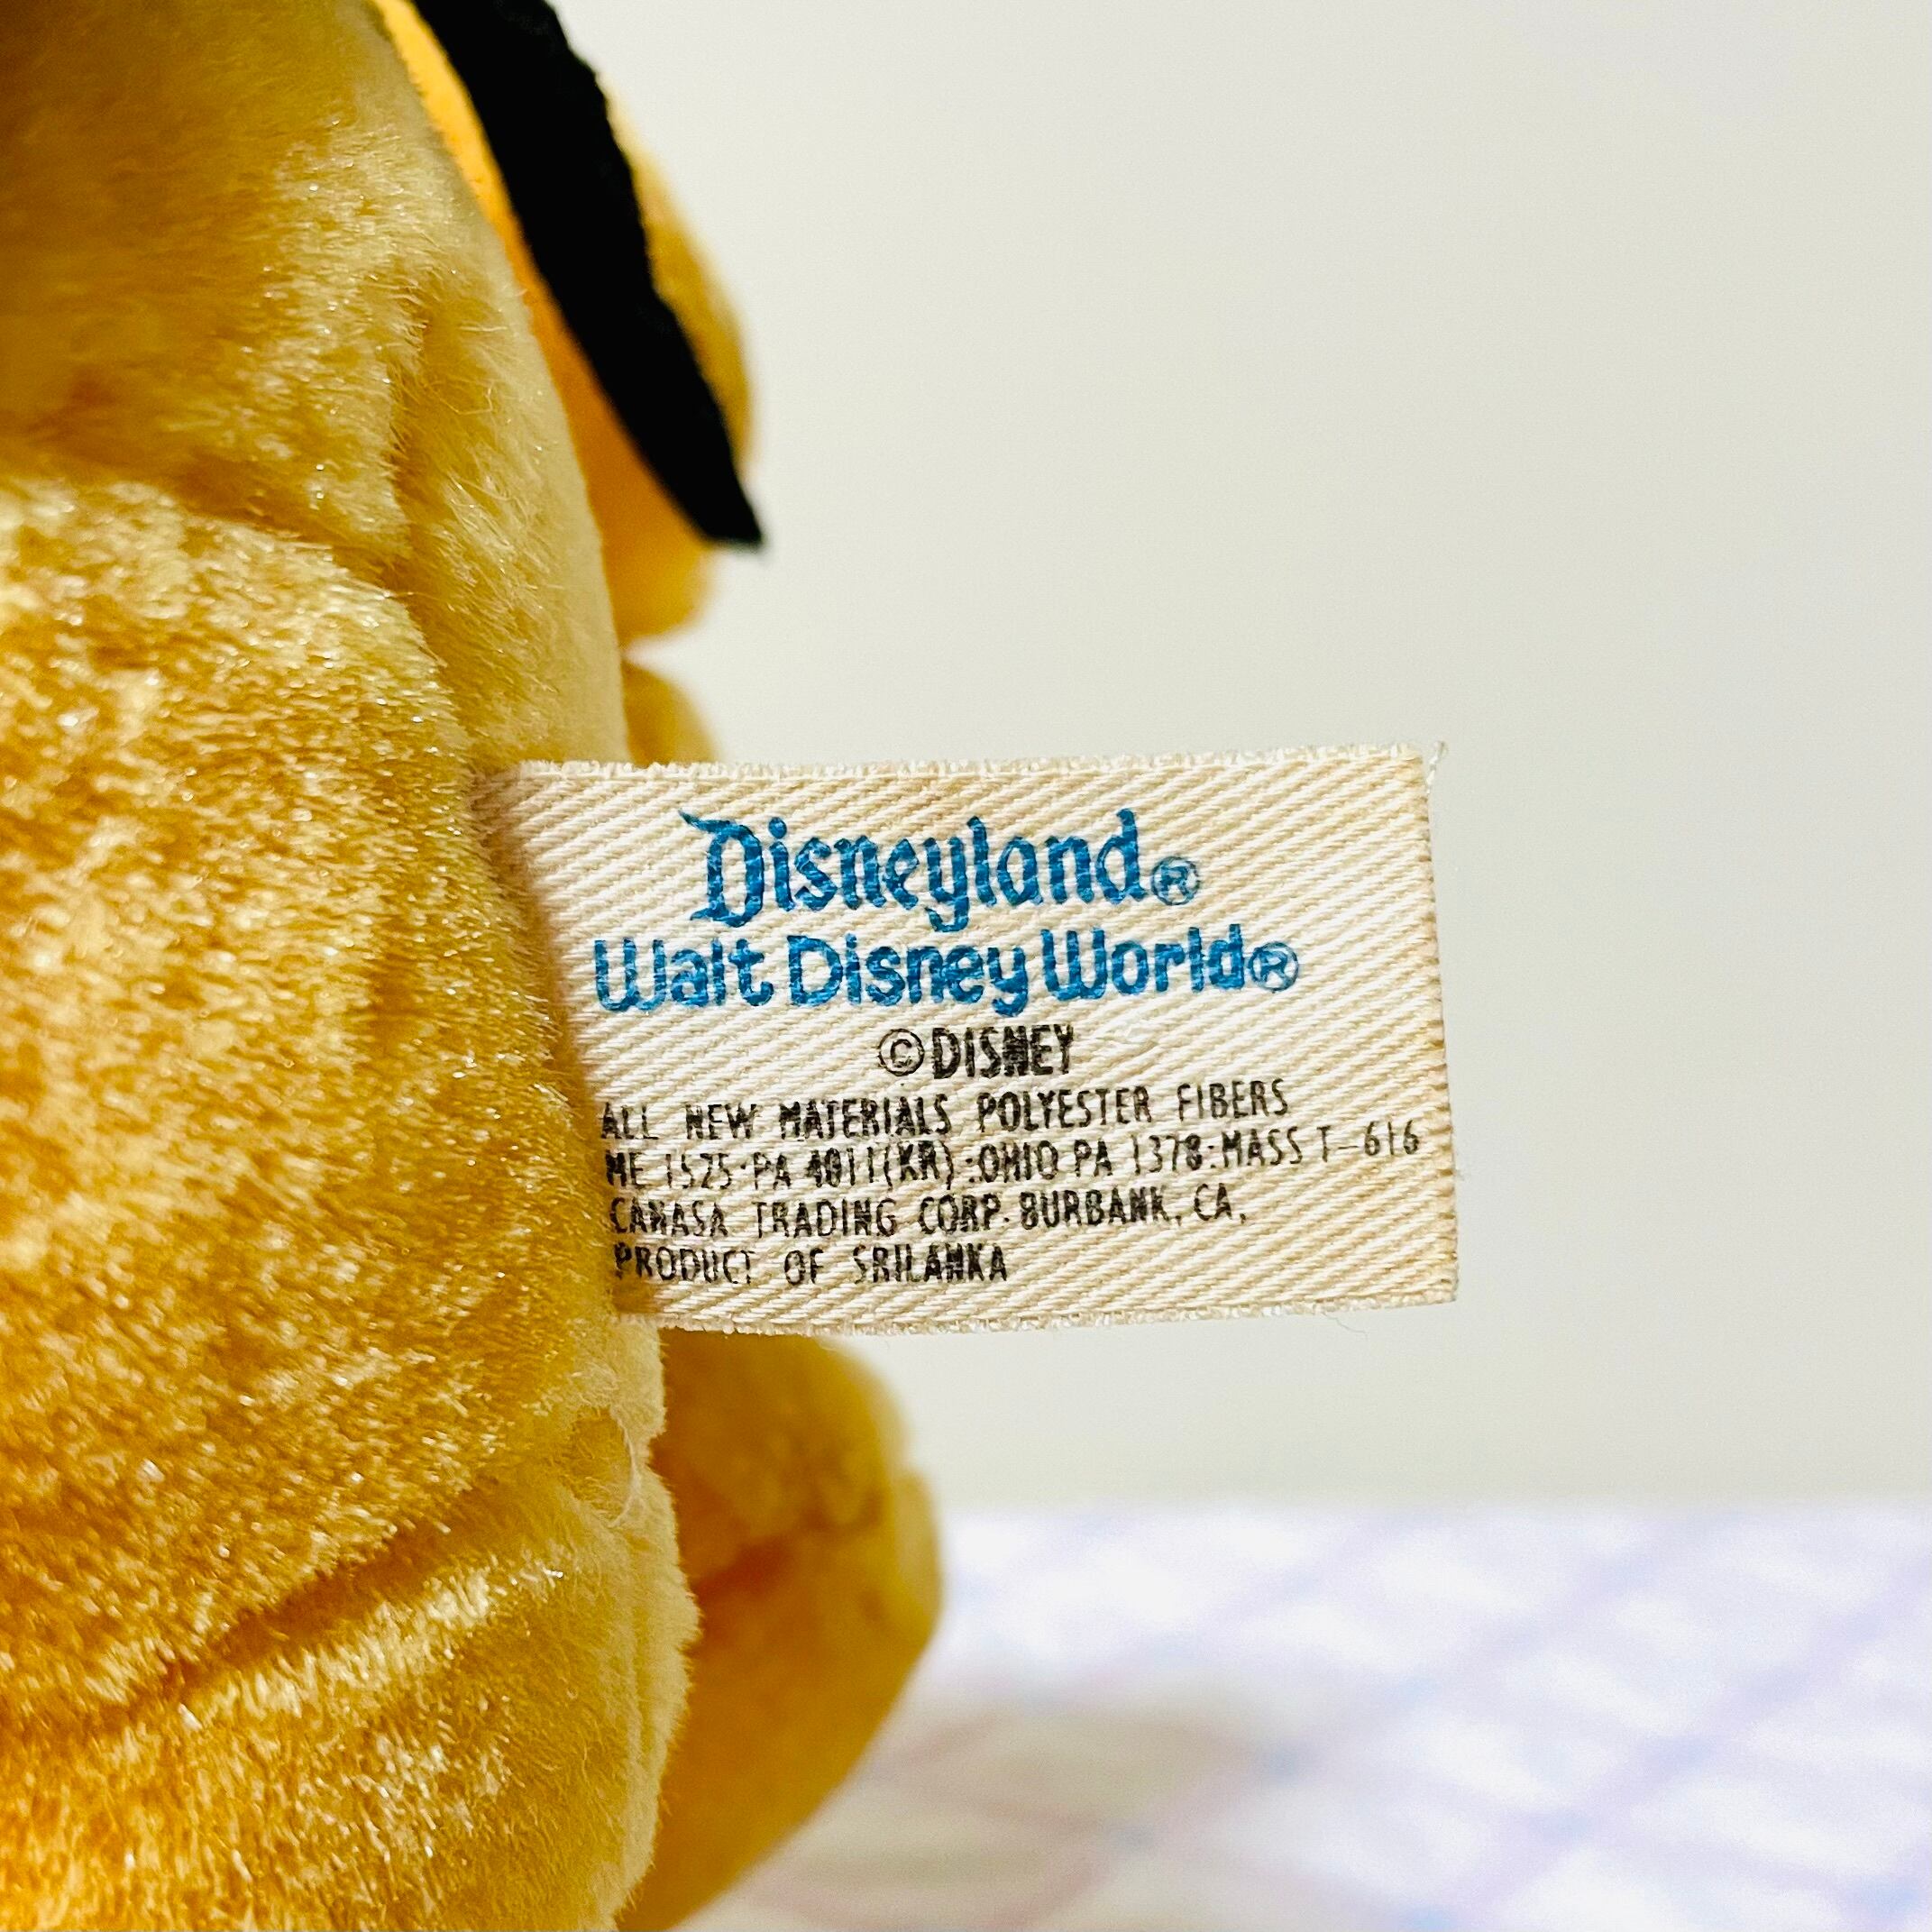 Disneyland®
Walt Disney World®
©DISNEY
ALL NEW MATERIALS POLYESTER FIBERS
ME 1525·PA 4011(KR):OHIO PA 1378:MASS T-616
CANASA TRADING CORP. BURBANK, CA,
PRODUCT OF SRILANKA